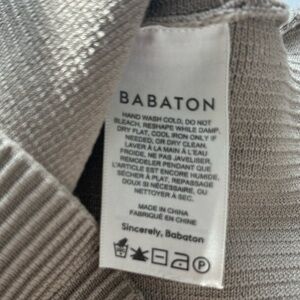 BABATON
HAND WASH COLD, DO NOT
BLEACH, RESHAPE WHILE DAMP,
DRY FLAT, COOL IRON ONLY IF
NEEDED, OR DRY CLEAN.
LAVER À LA MAIN À L'EAU
FROIDE, NE PAS JAVELISER,
REMODELER PENDANT QUE
L'ARTICLE EST ENCORE HUMIDE,
SÉCHER À PLAT, REPASSAGE
DOUX SI NÉCESSAIRE, OU
NETTOYER À SEC.
MADE IN CHINA
FABRIQUÉ EN CHINE
Sincerely, Babaton
P